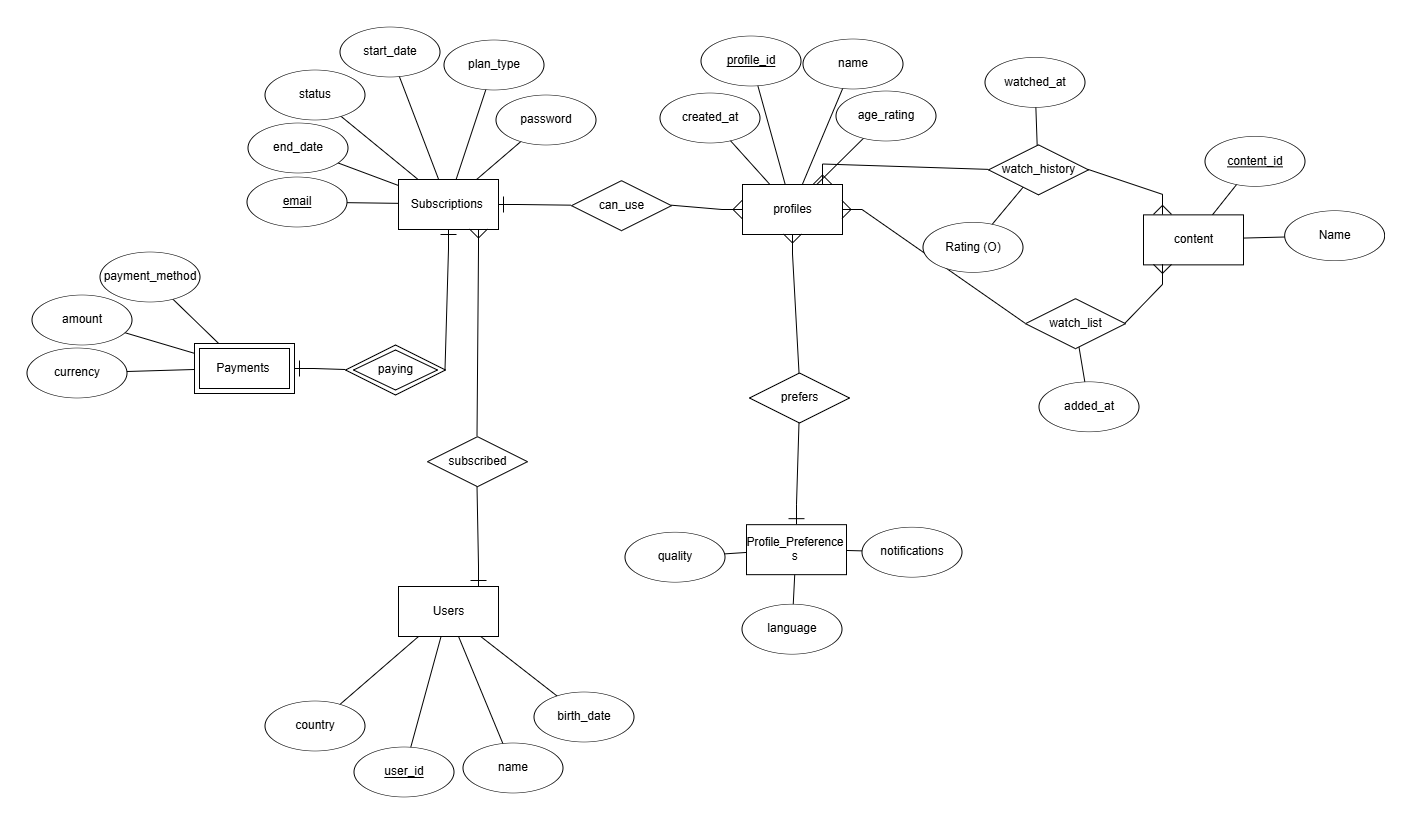 start_date
plan_type
status
password
end_date
email
Subscriptions
can_use
profile_id
name
created_at
age_rating
profiles
watched_at
watch_history
content_id
Rating (O)
content
Name
watch_list
added_at
payment_method
amount
currency
Payments
paying
prefers
subscribed
Profile_Preference
s
quality
notifications
language
Users
country
birth_date
user_id
name